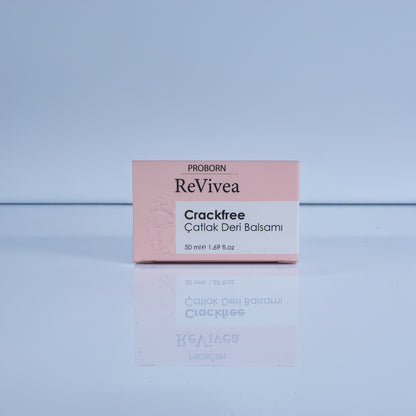 PROBORN
ReVivea
Crackfree
Çatlak Deri Balsamı
50 ml e 1.69 fl.oz